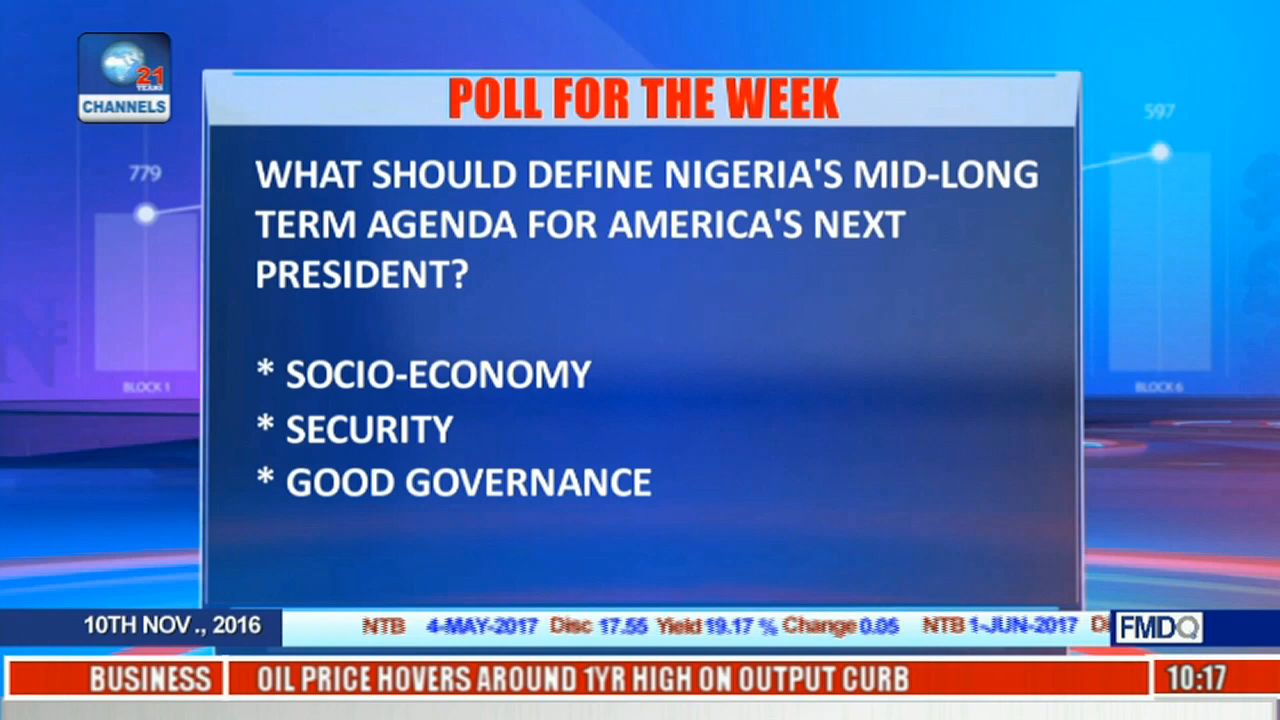 21
YEARS
CHANNELS
POLL FOR THE WEEK
597
779
WHAT SHOULD DEFINE NIGERIA'S MID-LONG
TERM AGENDA FOR AMERICA'S NEXT
PRESIDENT?
* SOCIO-ECONOMY
* SECURITY
* GOOD GOVERNANCE
BLOCK 1
BLOCK 6
10TH NOV., 2016
NTB 4-MAY-2017 Disc 17.55 Yield 19.17 % Change 0.05 NTB 1-JUN-2017
FMDQ
BUSINESS
OIL PRICE HOVERS AROUND 1YR HIGH ON OUTPUT CURB
10:17